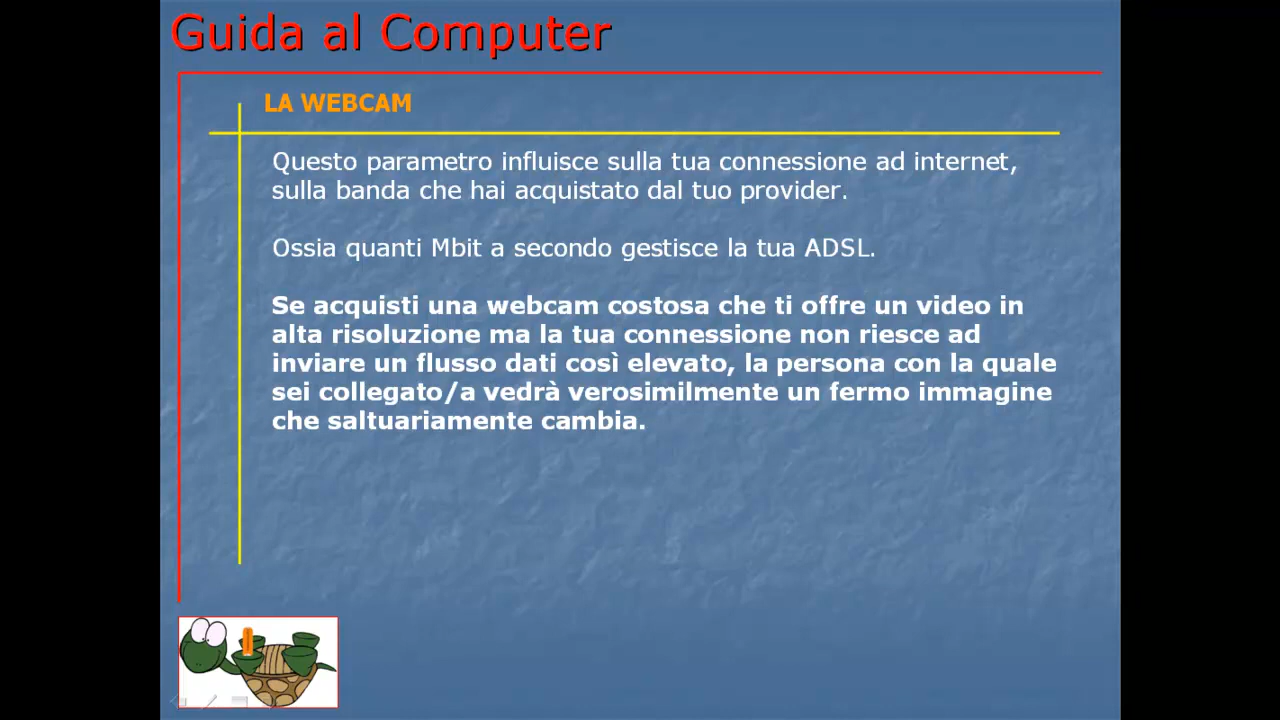 Guida al Computer
LA WEBCAM
Questo parametro influisce sulla tua connessione ad internet,
sulla banda che hai acquistato dal tuo provider.
Ossia quanti Mbit a secondo gestisce la tua ADSL.
Se acquisti una webcam costosa che ti offre un video in
alta risoluzione ma la tua connessione non riesce ad
inviare un flusso dati così elevato, la persona con la quale
sei collegato/a vedrà verosimilmente un fermo immagine
che saltuariamente cambia.